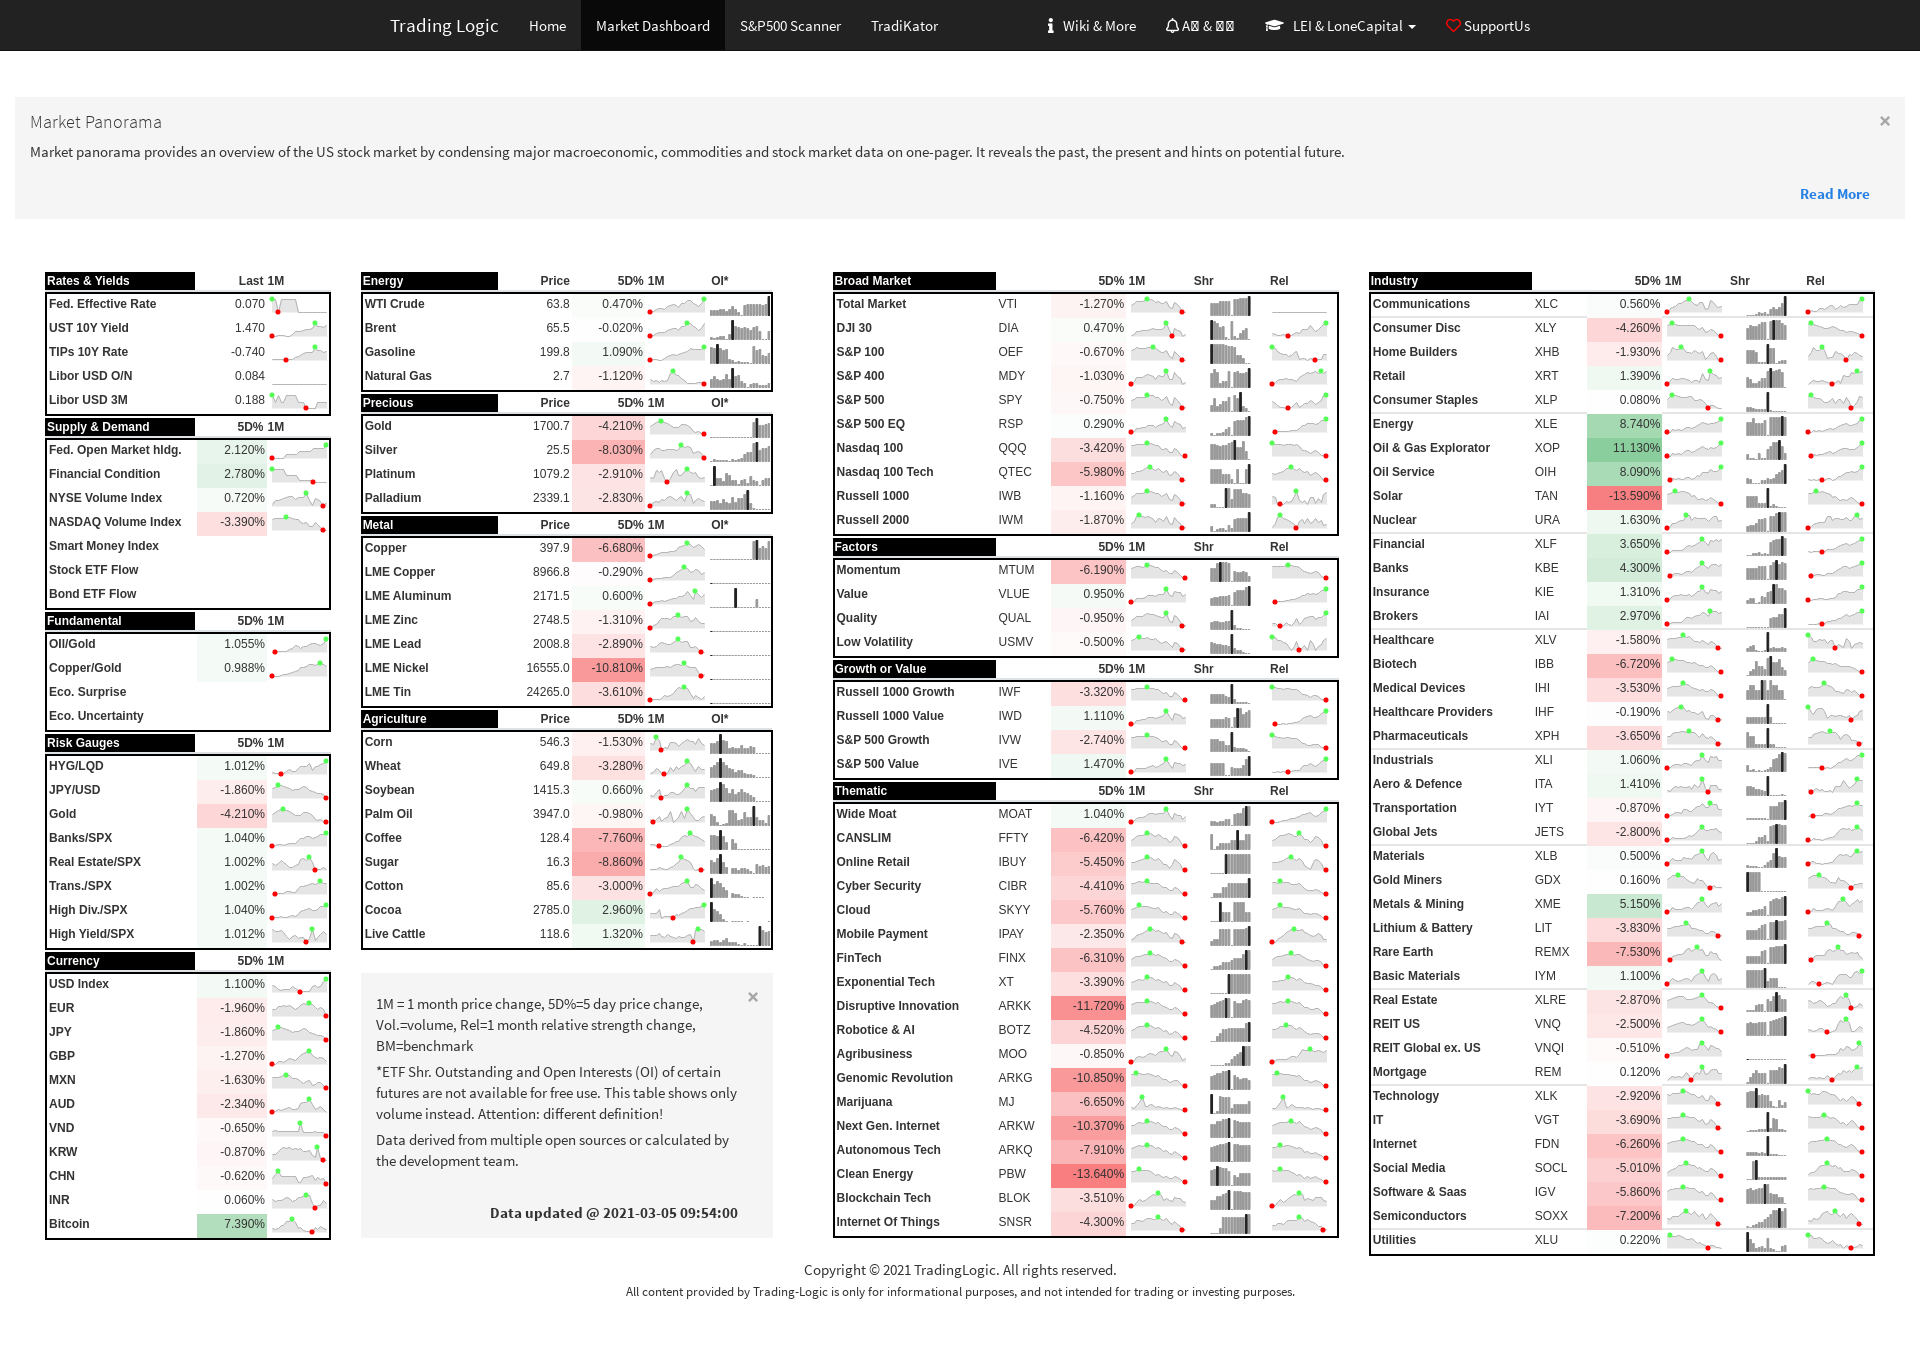 Trading Logic Home Market Dashboard S&P500 Scanner TradiKator Wiki & More LEI & LoneCapital SupportUs
Market Panorama
×
Market panorama provides an overview of the US stock market by condensing major macroeconomic, commodities and stock market data on one-pager. It reveals the past, the present and hints on potential future.
Read More
Rates & Yields Last 1M
Fed. Effective Rate 0.070
UST 10Y Yield 1.470
TIPs 10Y Rate -0.740
Libor USD O/N 0.084
Libor USD 3M 0.188
Supply & Demand 5D% 1M
Fed. Open Market hldg. 2.120%
Financial Condition 2.780%
NYSE Volume Index 0.720%
NASDAQ Volume Index -3.390%
Smart Money Index
Stock ETF Flow
Bond ETF Flow
Fundamental 5D% 1M
Oll/Gold 1.055%
Copper/Gold 0.988%
Eco. Surprise
Eco. Uncertainty
Risk Gauges 5D% 1M
HYG/LQD 1.012%
JPY/USD -1.860%
Gold -4.210%
Banks/SPX 1.040%
Real Estate/SPX 1.002%
Trans./SPX 1.002%
High Div./SPX 1.040%
High Yield/SPX 1.012%
Currency 5D% 1M
USD Index 1.100%
EUR -1.960%
JPY -1.860%
GBP -1.270%
MXN -1.630%
AUD -2.340%
VND -0.650%
KRW -0.870%
CHN -0.620%
INR 0.060%
Bitcoin 7.390%
Energy Price 5D% 1M OI*
WTI Crude 63.8 0.470%
Brent 65.5 -0.020%
Gasoline 199.8 1.090%
Natural Gas 2.7 -1.120%
Precious Price 5D% 1M OI*
Gold 1700.7 -4.210%
Silver 25.5 -8.030%
Platinum 1079.2 -2.910%
Palladium 2339.1 -2.830%
Metal Price 5D% 1M OI*
Copper 397.9 -6.680%
LME Copper 8966.8 -0.290%
LME Aluminum 2171.5 0.600%
LME Zinc 2748.5 -1.310%
LME Lead 2008.8 -2.890%
LME Nickel 16555.0 -10.810%
LME Tin 24265.0 -3.610%
Agriculture Price 5D% 1M OI*
Corn 546.3 -1.530%
Wheat 649.8 -3.280%
Soybean 1415.3 0.660%
Palm Oil 3947.0 -0.980%
Coffee 128.4 -7.760%
Sugar 16.3 -8.860%
Cotton 85.6 -3.000%
Cocoa 2785.0 2.960%
Live Cattle 118.6 1.320%
×
1M = 1 month price change, 5D%=5 day price change,
Vol.=volume, Rel=1 month relative strength change,
BM=benchmark
*ETF Shr. Outstanding and Open Interests (OI) of certain
futures are not available for free use. This table shows only
volume instead. Attention: different definition!
Data derived from multiple open sources or calculated by
the development team.
Data updated @ 2021-03-05 09:54:00
Broad Market 5D% 1M Shr Rel
Total Market VTI -1.270%
DJI 30 DIA 0.470%
S&P 100 OEF -0.670%
S&P 400 MDY -1.030%
S&P 500 SPY -0.750%
S&P 500 EQ RSP 0.290%
Nasdaq 100 QQQ -3.420%
Nasdaq 100 Tech QTEC -5.980%
Russell 1000 IWB -1.160%
Russell 2000 IWM -1.870%
Factors 5D% 1M Shr Rel
Momentum MTUM -6.190%
Value VLUE 0.950%
Quality QUAL -0.950%
Low Volatility USMV -0.500%
Growth or Value 5D% 1M Shr Rel
Russell 1000 Growth IWF -3.320%
Russell 1000 Value IWD 1.110%
S&P 500 Growth IVW -2.740%
S&P 500 Value IVE 1.470%
Thematic 5D% 1M Shr Rel
Wide Moat MOAT 1.040%
CANSLIM FFTY -6.420%
Online Retail IBUY -5.450%
Cyber Security CIBR -4.410%
Cloud SKYY -5.760%
Mobile Payment IPAY -2.350%
FinTech FINX -6.310%
Exponential Tech XT -3.390%
Disruptive Innovation ARKK -11.720%
Robotice & AI BOTZ -4.520%
Agribusiness MOO -0.850%
Genomic Revolution ARKG -10.850%
Marijuana MJ -6.650%
Next Gen. Internet ARKW -10.370%
Autonomous Tech ARKQ -7.910%
Clean Energy PBW -13.640%
Blockchain Tech BLOK -3.510%
Internet Of Things SNSR -4.300%
Industry 5D% 1M Shr Rel
Communications XLC 0.560%
Consumer Disc XLY -4.260%
Home Builders XHB -1.930%
Retail XRT 1.390%
Consumer Staples XLP 0.080%
Energy XLE 8.740%
Oil & Gas Explorator XOP 11.130%
Oil Service OIH 8.090%
Solar TAN -13.590%
Nuclear URA 1.630%
Financial XLF 3.650%
Banks KBE 4.300%
Insurance KIE 1.310%
Brokers IAI 2.970%
Healthcare XLV -1.580%
Biotech IBB -6.720%
Medical Devices IHI -3.530%
Healthcare Providers IHF -0.190%
Pharmaceuticals XPH -3.650%
Industrials XLI 1.060%
Aero & Defence ITA 1.410%
Transportation IYT -0.870%
Global Jets JETS -2.800%
Materials XLB 0.500%
Gold Miners GDX 0.160%
Metals & Mining XME 5.150%
Lithium & Battery LIT -3.830%
Rare Earth REMX -7.530%
Basic Materials IYM 1.100%
Real Estate XLRE -2.870%
REIT US VNQ -2.500%
REIT Global ex. US VNQI -0.510%
Mortgage REM 0.120%
Technology XLK -2.920%
IT VGT -3.690%
Internet FDN -6.260%
Social Media SOCL -5.010%
Software & Saas IGV -5.860%
Semiconductors SOXX -7.200%
Utilities XLU 0.220%
Copyright © 2021 TradingLogic. All rights reserved.
All content provided by Trading-Logic is only for informational purposes, and not intended for trading or investing purposes.